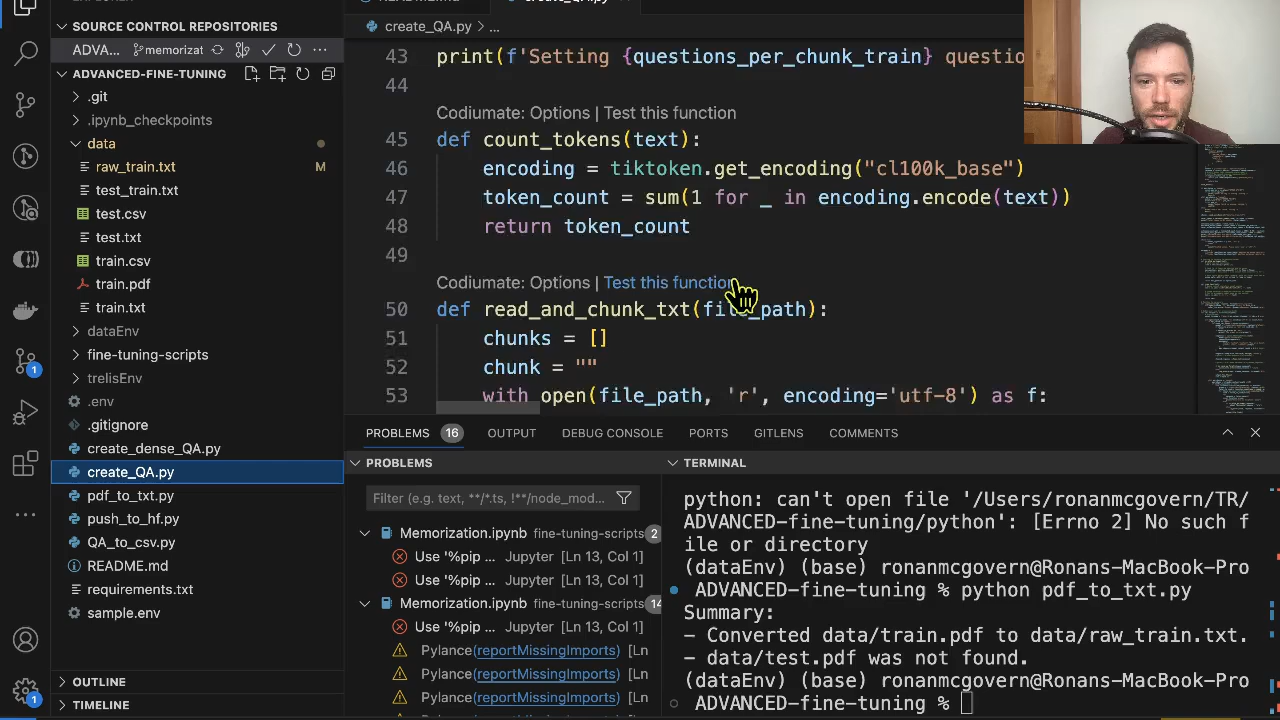 SOURCE CONTROL REPOSITORIES
ADVA... memorizat
ADVANCED-FINE-TUNING
.git
.ipynb_checkpoints
data
raw_train.txt M
test_train.txt
test.csv
test.txt
train.csv
train.pdf
train.txt
dataEnv
fine-tuning-scripts
trelisEnv
.env
.gitignore
create_dense_QA.py
create_QA.py
pdf_to_txt.py
push_to_hf.py
QA_to_csv.py
README.md
requirements.txt
sample.env
OUTLINE
TIMELINE
1
1
create_QA.py > ...
43 print(f'Setting {questions_per_chunk_train} questio
44
Codiumate: Options | Test this function
45 def count_tokens(text):
46 encoding = tiktoken.get_encoding("cl100k_base")
47 token_count = sum(1 for _ in encoding.encode(text))
48 return token_count
49
Codiumate: Options | Test this function
50 def read_and_chunk_txt(file_path):
51 chunks = []
52 chunk = ""
53 with open(file_path, 'r', encoding='utf-8') as f:
PROBLEMS 16 OUTPUT DEBUG CONSOLE PORTS GITLENS COMMENTS
PROBLEMS
Filter (e.g. text, **/*.ts, !**/node_mod...
Memorization.ipynb fine-tuning-scripts 2
Use '%pip ... Jupyter [Ln 13, Col 1]
Use '%pip ... Jupyter [Ln 13, Col 1]
Memorization.ipynb fine-tuning-scripts 14
Use '%pip ... Jupyter [Ln 13, Col 1]
Pylance(reportMissingImports) [Ln
Pylance(reportMissingImports) [Ln
Pylance(reportMissingImports) [Ln
TERMINAL
python: can't open file '/Users/ronanmcgovern/TR/
ADVANCED-fine-tuning/python': [Errno 2] No such f
ile or directory
(dataEnv) (base) ronanmcgovern@Ronans-MacBook-Pro
ADVANCED-fine-tuning % python pdf_to_txt.py
Summary:
- Converted data/train.pdf to data/raw_train.txt.
- data/test.pdf was not found.
(dataEnv) (base) ronanmcgovern@Ronans-MacBook-Pro
ADVANCED-fine-tuning %